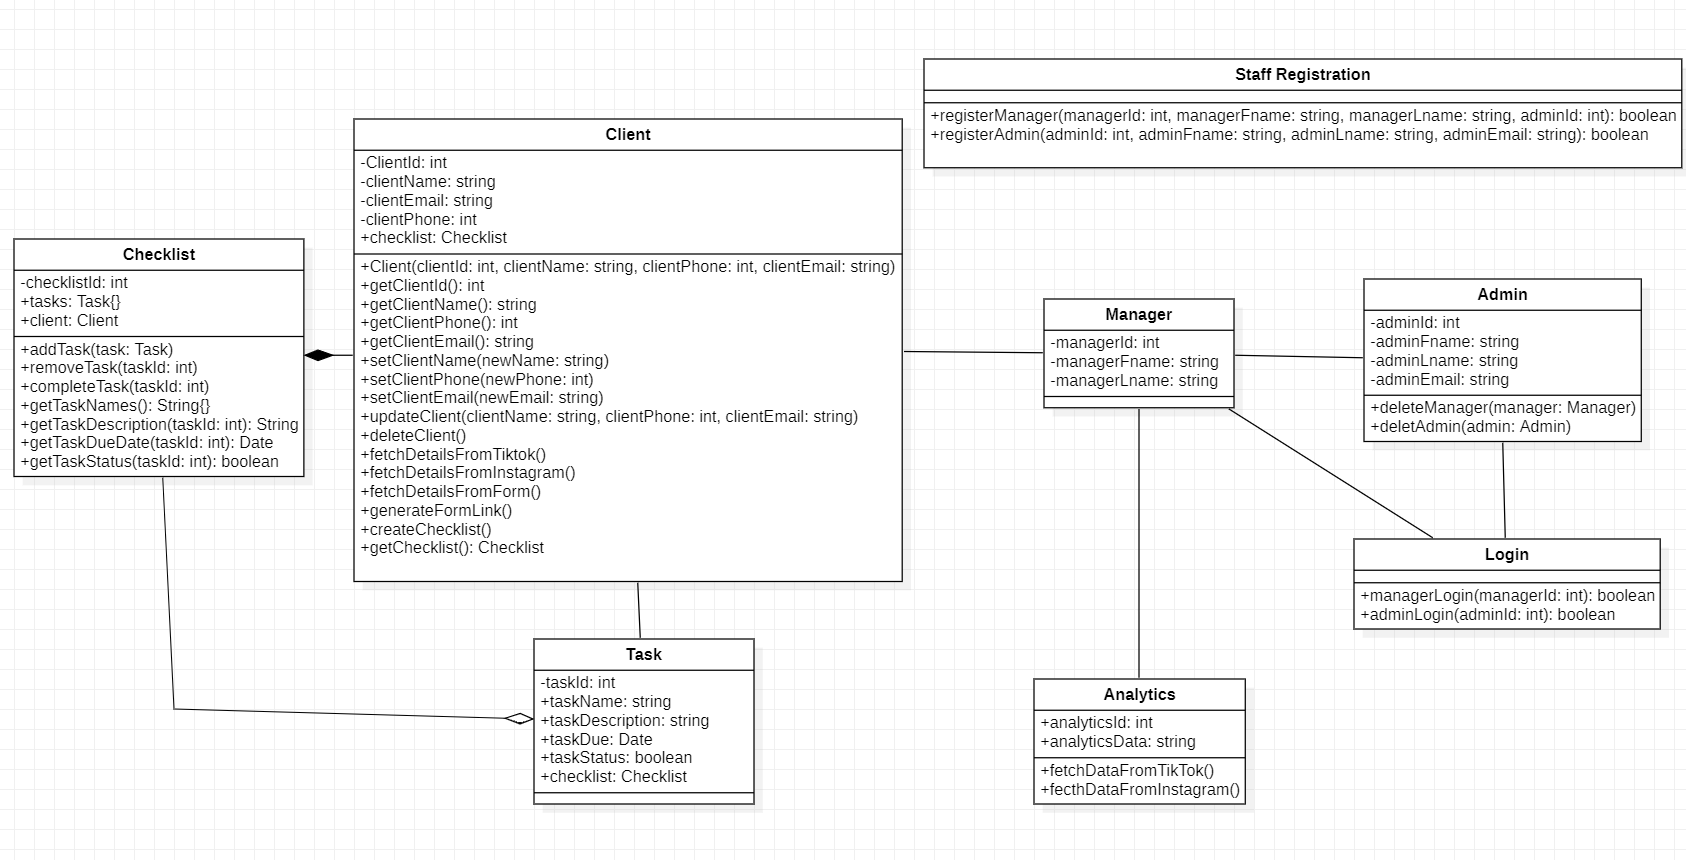 Staff Registration
+registerManager(managerId: int, managerFname: string, managerLname: string, adminId: int): boolean
+registerAdmin(adminId: int, adminFname: string, adminLname: string, adminEmail: string): boolean
Client
-ClientId: int
-clientName: string
-clientEmail: string
-clientPhone: int
+checklist: Checklist
+Client(clientId: int, clientName: string, clientPhone: int, clientEmail: string)
+getClientId(): int
+getClientName(): string
+getClientPhone(): int
+getClientEmail(): string
+setClientName(newName: string)
+setClientPhone(newPhone: int)
+setClientEmail(newEmail: string)
+updateClient(clientName: string, clientPhone: int, clientEmail: string)
+deleteClient()
+fetchDetailsFromTiktok()
+fetchDetailsFromInstagram()
+fetchDetailsFromForm()
+generateFormLink()
+createChecklist()
+getChecklist(): Checklist
Checklist
-checklistId: int
+tasks: Task{}
+client: Client
+addTask(task: Task)
+removeTask(taskId: int)
+completeTask(taskId: int)
+getTaskNames(): String{}
+getTaskDescription(taskId: int): String
+getTaskDueDate(taskId: int): Date
+getTaskStatus(taskId: int): boolean
Manager
-managerId: int
-managerFname: string
-managerLname: string
Admin
-adminId: int
-adminFname: string
-adminLname: string
-adminEmail: string
+deleteManager(manager: Manager)
+deletAdmin(admin: Admin)
Login
+managerLogin(managerId: int): boolean
+adminLogin(adminId: int): boolean
Task
-taskId: int
+taskName: string
+taskDescription: string
+taskDue: Date
+taskStatus: boolean
+checklist: Checklist
Analytics
+analyticsId: int
+analyticsData: string
+fetchDataFromTikTok()
+fecthDataFromInstagram()